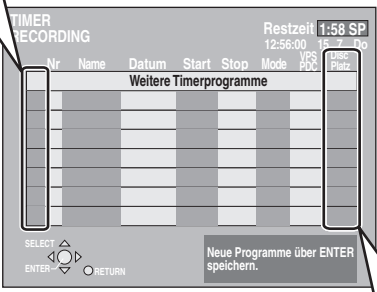 TIMER
RECORDING
Restzeit 1:58 SP
12:56:00 15. 7. Do
Nr Name Datum Start Stop Mode VPS PDC Disc Platz
Weitere Timerprogramme
SELECT
ENTER
RETURN
Neue Programme über ENTER
speichern.